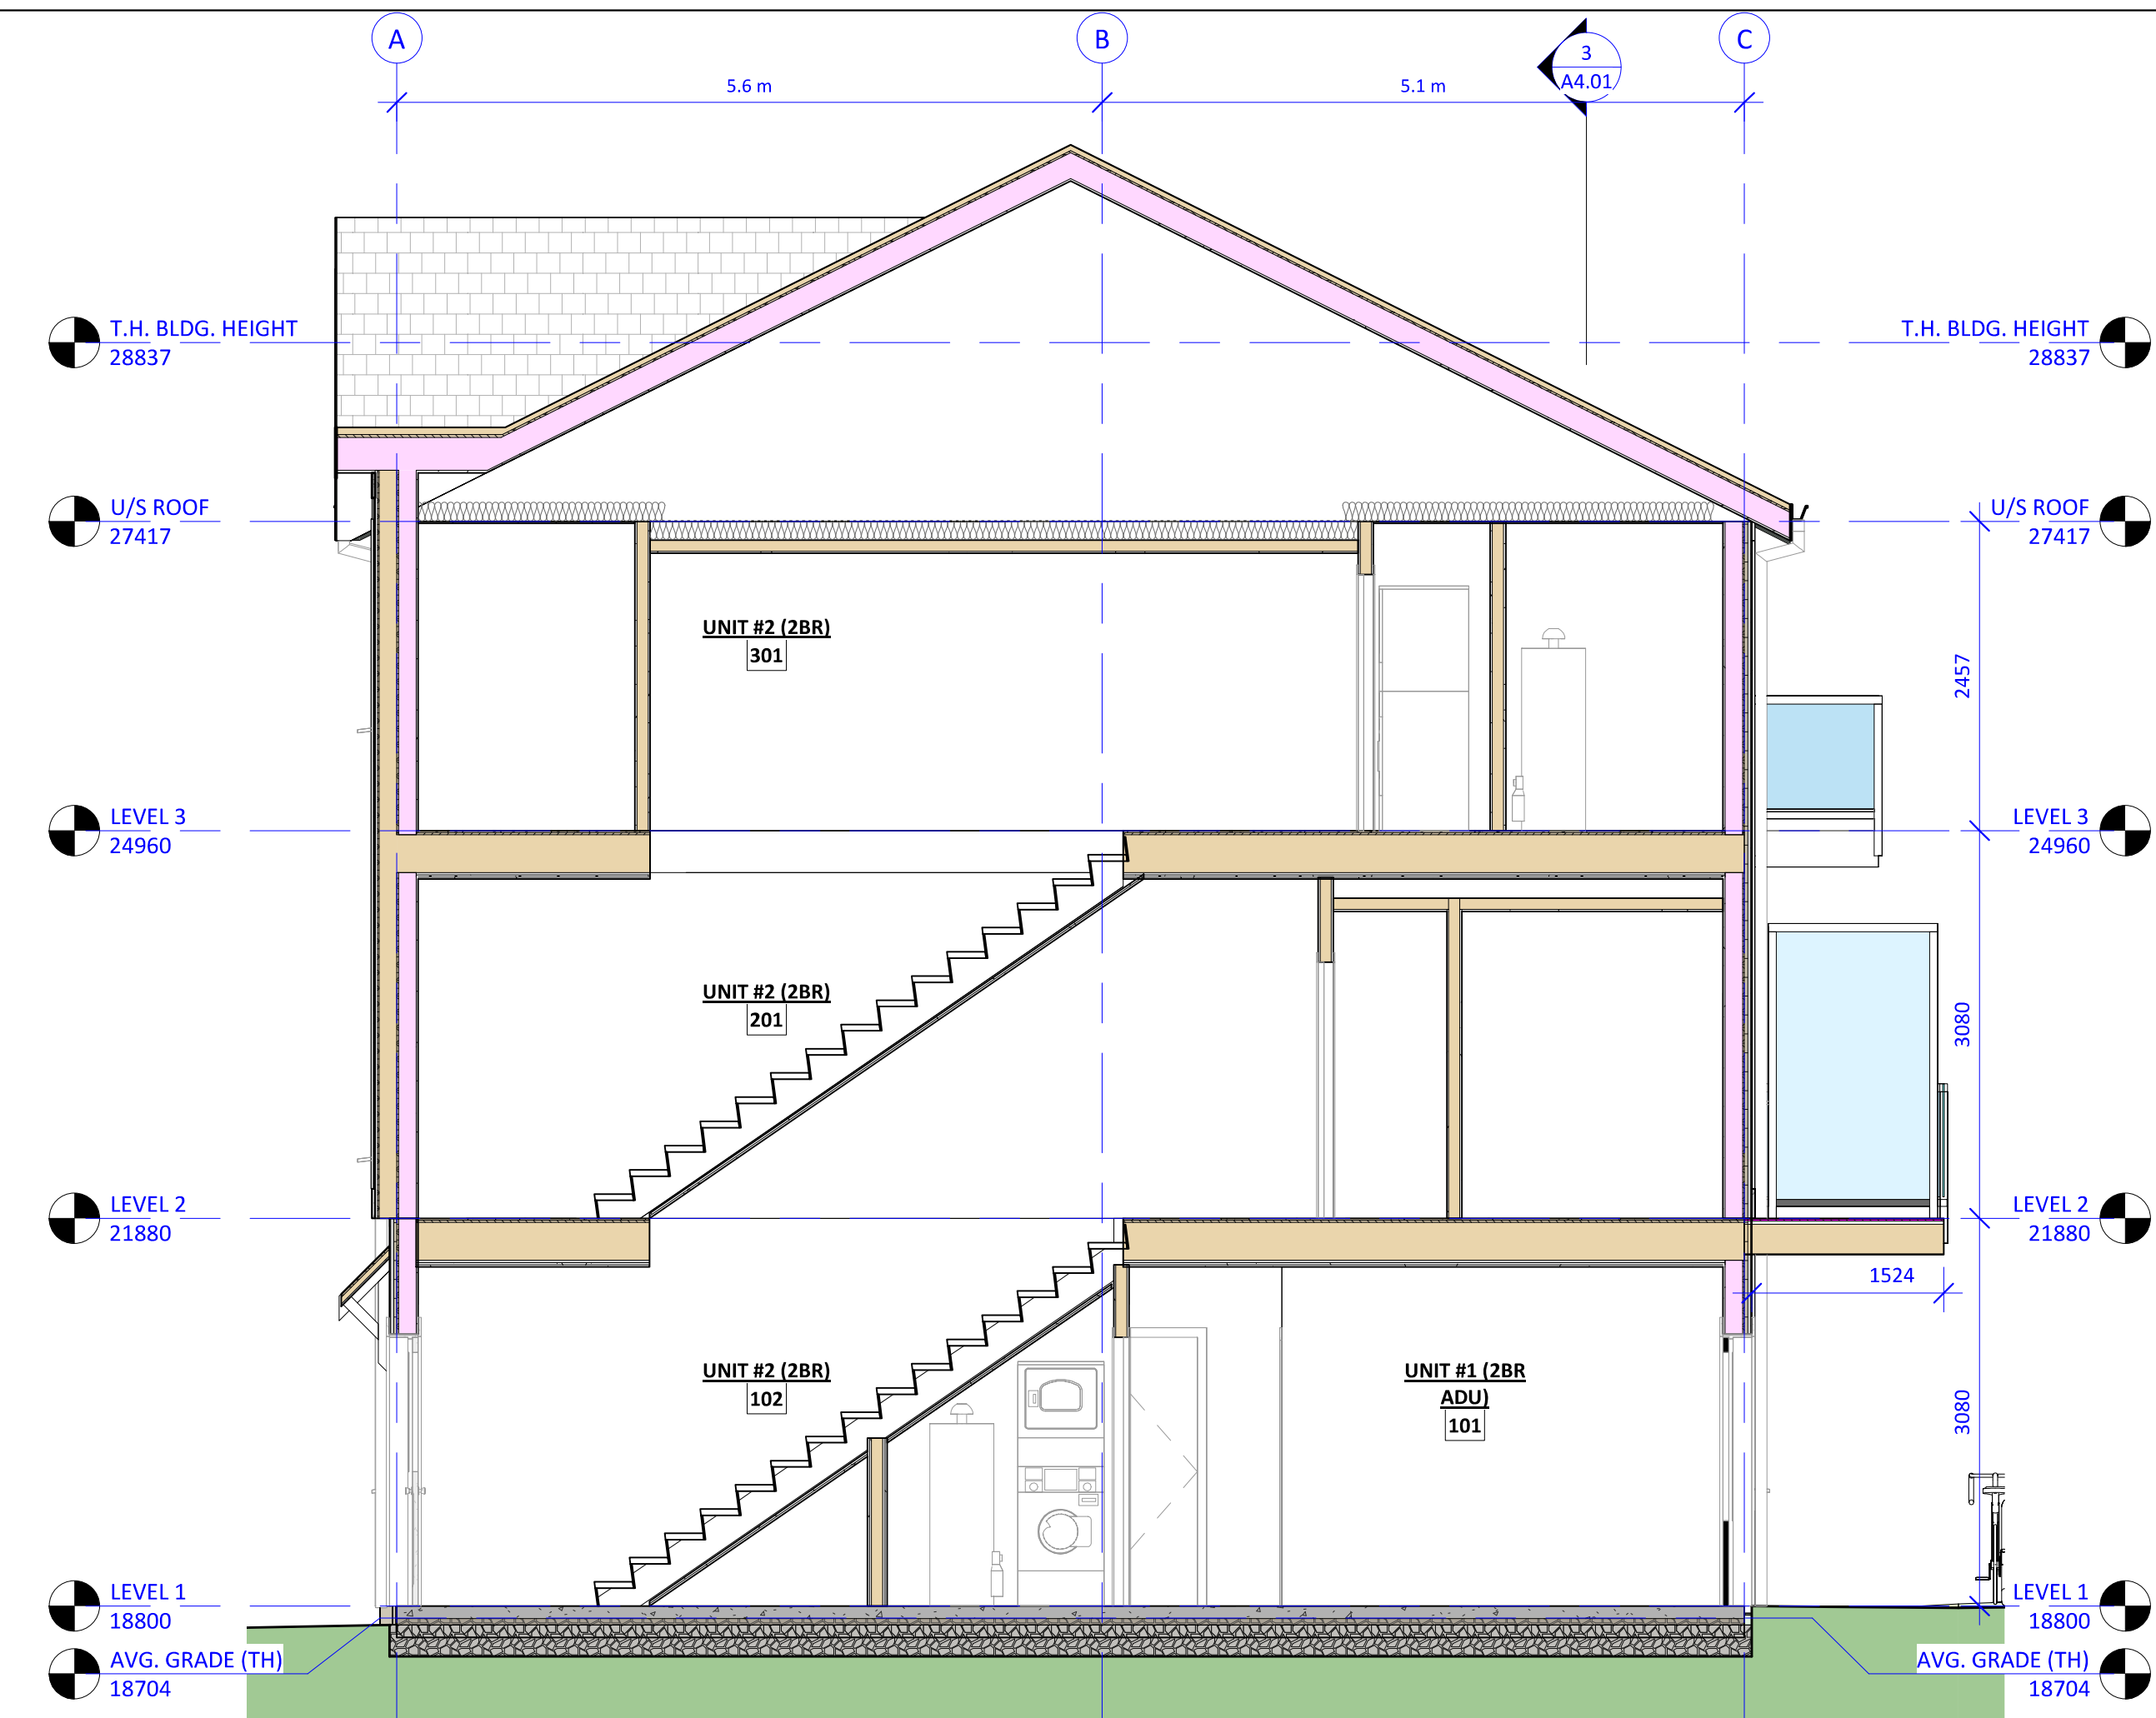 A
B
C
3
A4.01
5.6 m
5.1 m
T.H. BLDG. HEIGHT
28837
T.H. BLDG. HEIGHT
28837
U/S ROOF
27417
U/S ROOF
27417
UNIT #2 (2BR)
301
2457
LEVEL 3
24960
LEVEL 3
24960
UNIT #2 (2BR)
201
3080
LEVEL 2
21880
LEVEL 2
21880
1524
UNIT #2 (2BR)
102
UNIT #1 (2BR
ADU)
101
3080
LEVEL 1
18800
LEVEL 1
18800
AVG. GRADE (TH)
18704
AVG. GRADE (TH)
18704